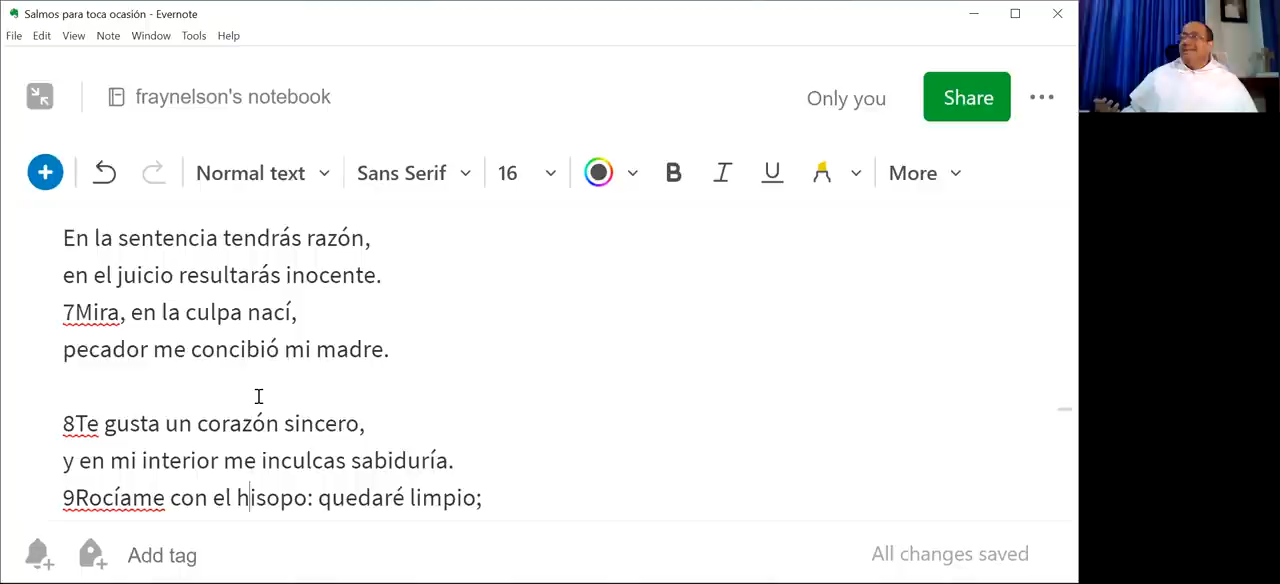 Salmos para toca ocasión - Evernote
File Edit View Note Window Tools Help
fraynelson's notebook
Only you
Share
Normal text
Sans Serif
16
B I U
More
En la sentencia tendrás razón,
en el juicio resultarás inocente.
7Mira, en la culpa nací,
pecador me concibió mi madre.
8Te gusta un corazón sincero,
y en mi interior me inculcas sabiduría.
9Rocíame con el hisopo: quedaré limpio;
Add tag
All changes saved